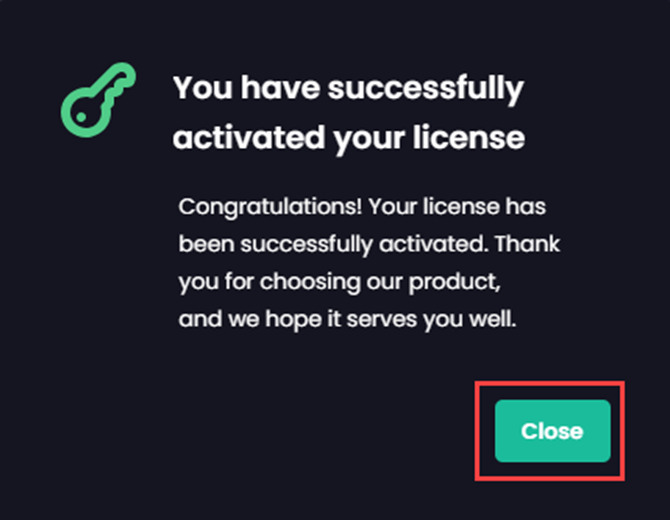 You have successfully
activated your license
Congratulations! Your license has
been successfully activated. Thank
you for choosing our product,
and we hope it serves you well.
Close